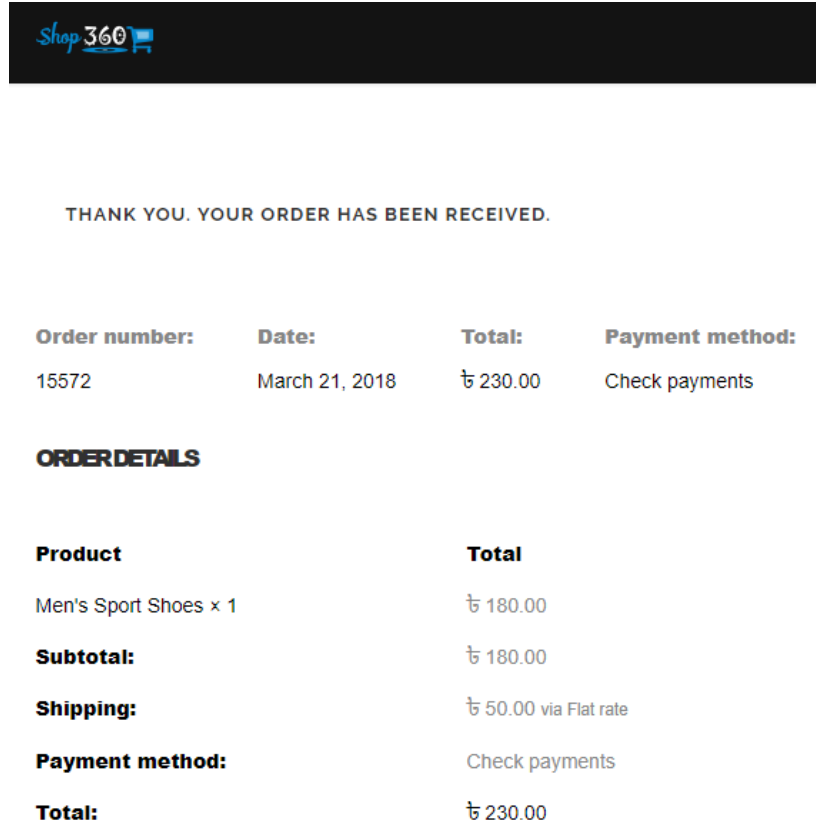 Shop 360
THANK YOU. YOUR ORDER HAS BEEN RECEIVED.
Order number: Date: Total: Payment method:
15572 March 21, 2018 ৳ 230.00 Check payments
ORDER DETAILS
Product Total
Men's Sport Shoes × 1 ৳ 180.00
Subtotal: ৳ 180.00
Shipping: ৳ 50.00 via Flat rate
Payment method: Check payments
Total: ৳ 230.00